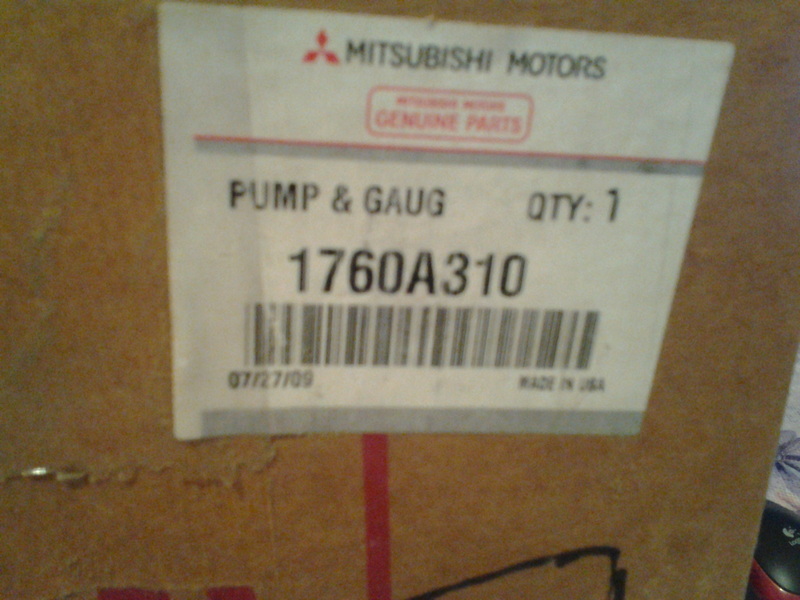 MITSUBISHI MOTORS
MITSUBISHI MOTORS
GENUINE PARTS
PUMP & GAUG QTY: 1
1760A310
07/27/09 MADE IN USA